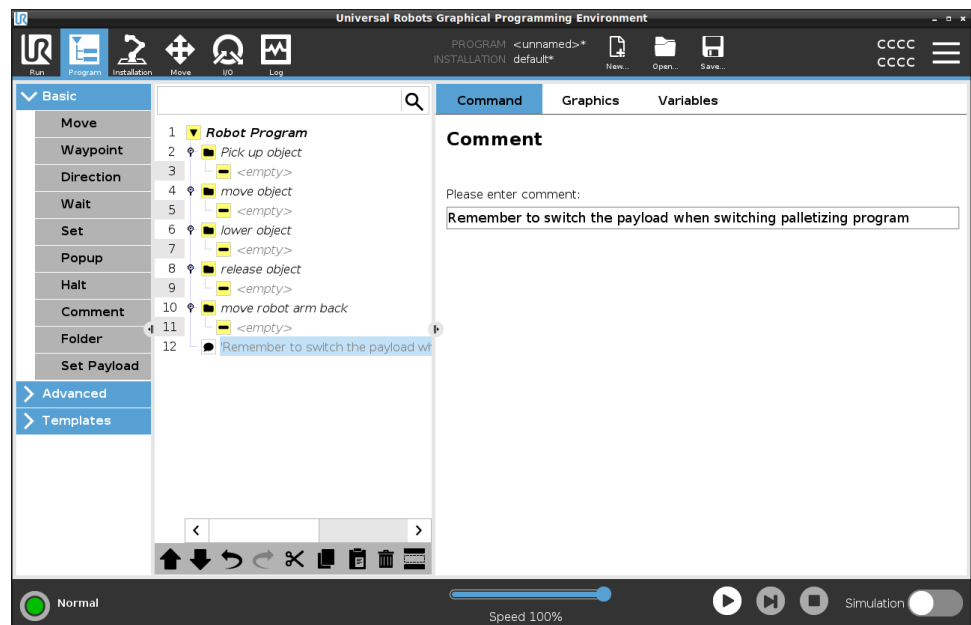 Universal Robots Graphical Programming Environment
UR
Run
Program
Installation
Move
I/O
Log
PROGRAM <unnamed>*
INSTALLATION default*
New...
Open...
Save...
CCCC
CCCC
Basic
Move
Waypoint
Direction
Wait
Set
Popup
Halt
Comment
Folder
Set Payload
Advanced
Templates
1 Robot Program
2 Pick up object
3 <empty>
4 move object
5 <empty>
6 lower object
7 <empty>
8 release object
9 <empty>
10 move robot arm back
11 <empty>
12 'Remember to switch the payload wh
Command Graphics Variables
Comment
Please enter comment:
Remember to switch the payload when switching palletizing program
Normal
Speed 100%
Simulation